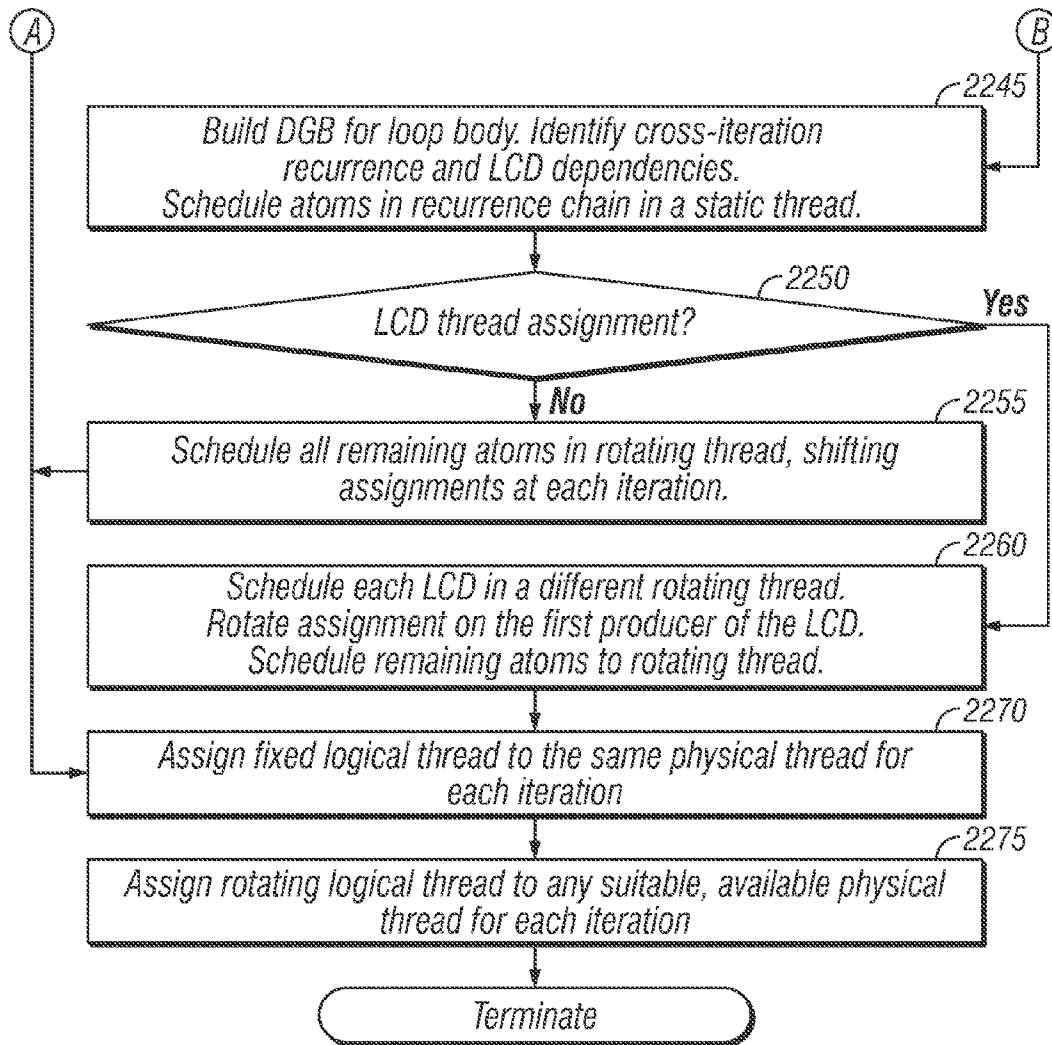 A
B
2245
Build DGB for loop body. Identify cross-iteration
recurrence and LCD dependencies.
Schedule atoms in recurrence chain in a static thread.
2250
LCD thread assignment?
Yes
No
2255
Schedule all remaining atoms in rotating thread, shifting
assignments at each iteration.
2260
Schedule each LCD in a different rotating thread.
Rotate assignment on the first producer of the LCD.
Schedule remaining atoms to rotating thread.
2270
Assign fixed logical thread to the same physical thread for
each iteration
2275
Assign rotating logical thread to any suitable, available physical
thread for each iteration
Terminate